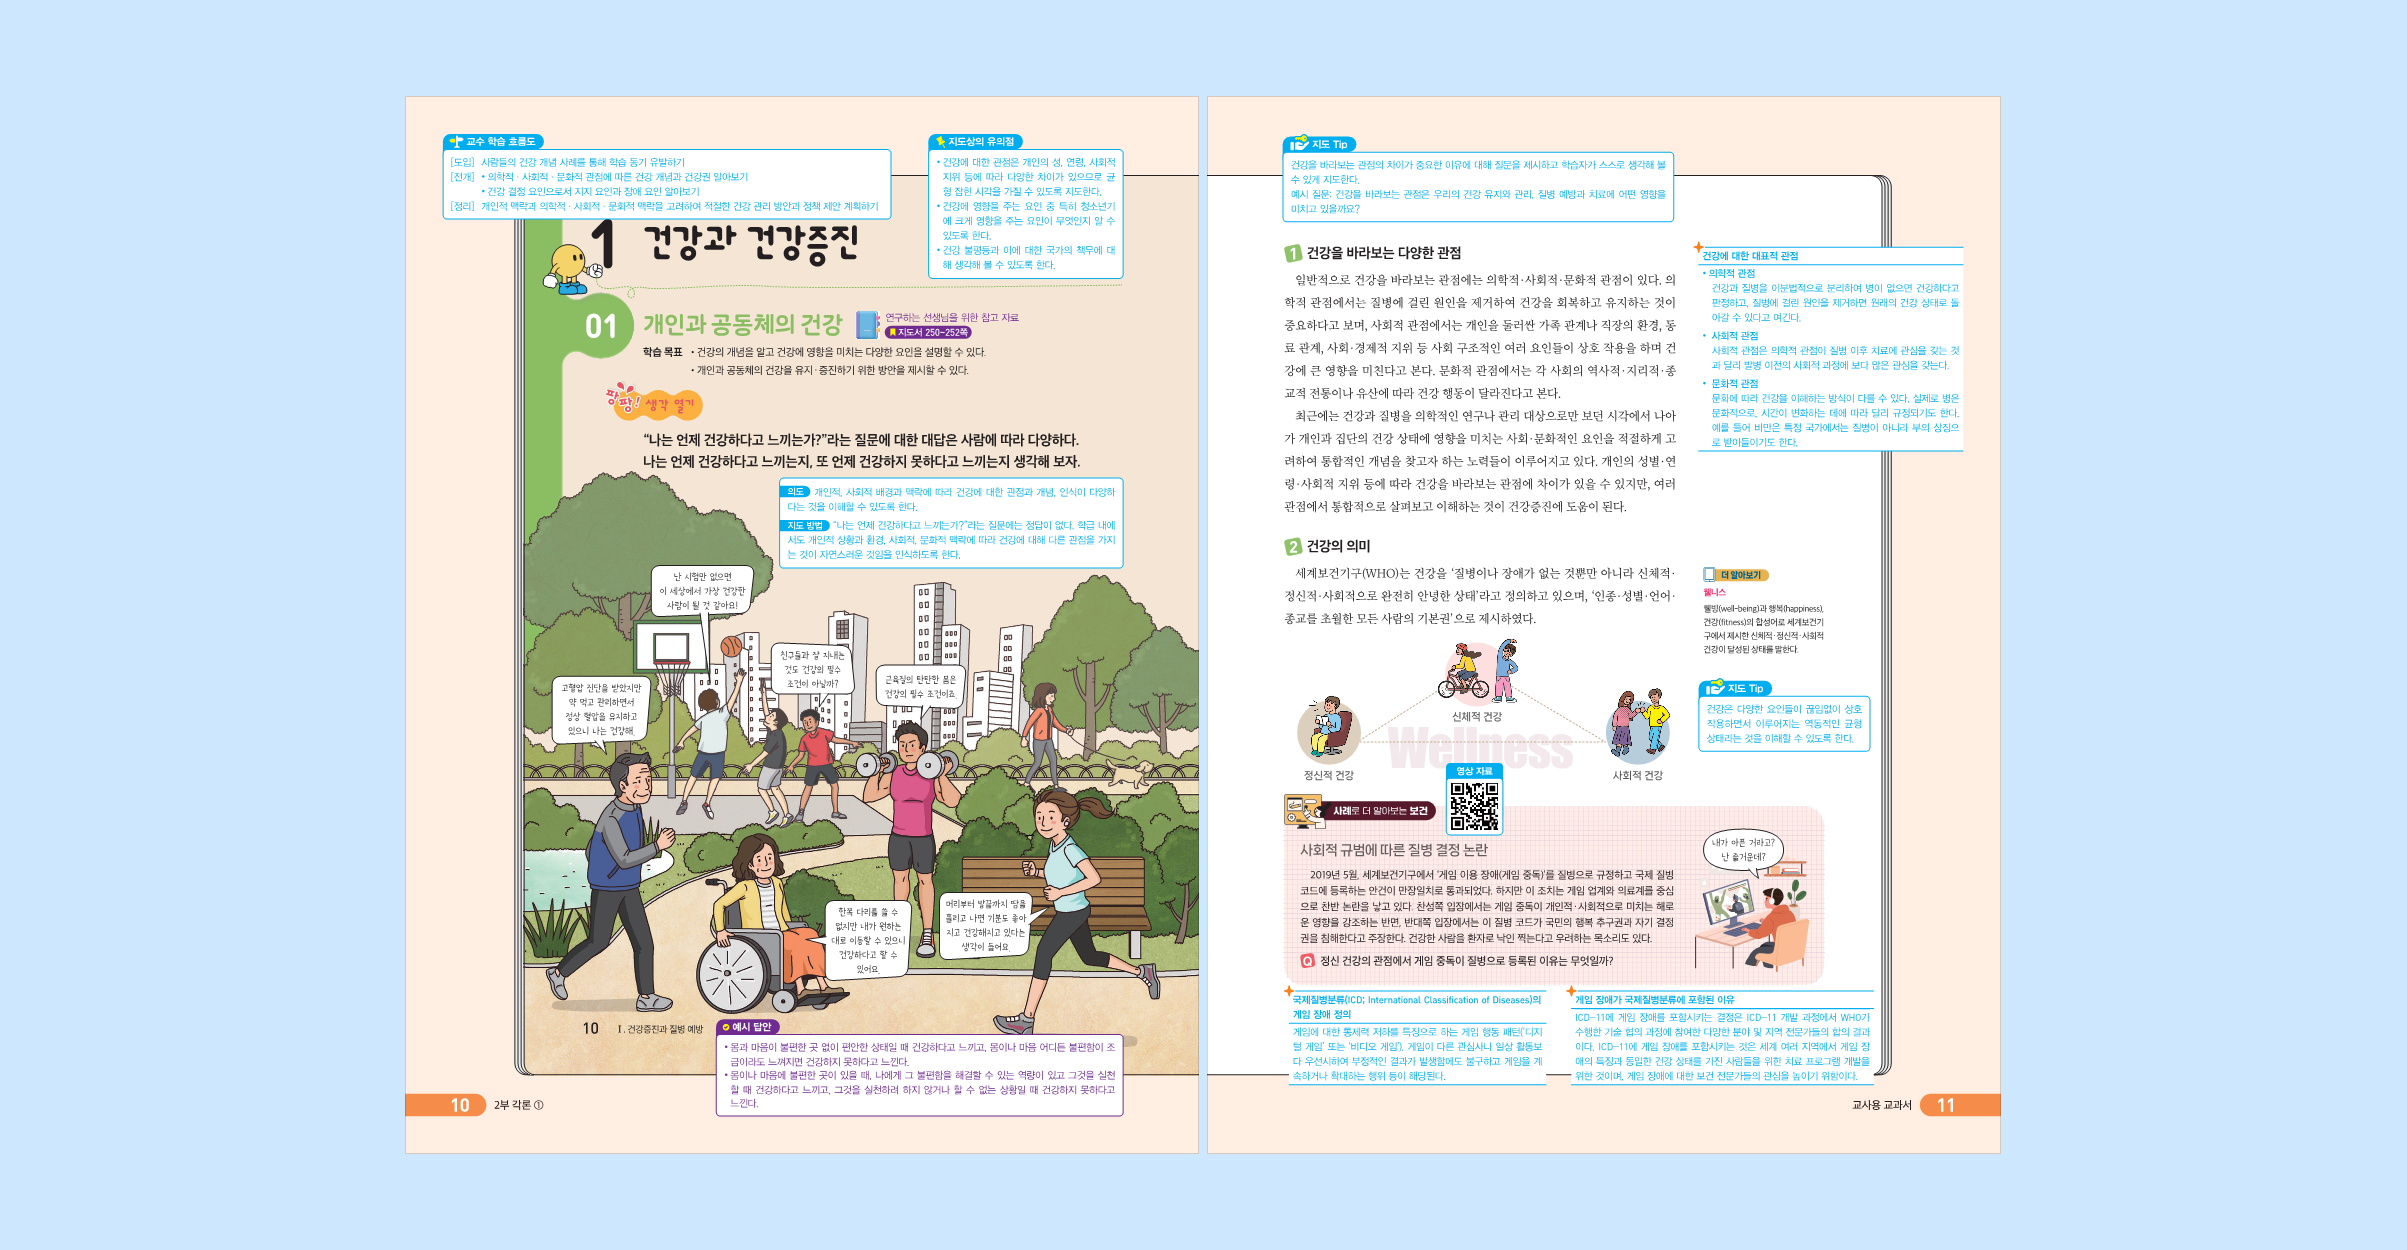 교수 학습 흐름도
[도입] 사람들의 건강 개념 사례를 통해 학습 동기 유발하기
[전개] • 의학적·사회적·문화적 관점에 따른 건강 개념과 건강권 알아보기
• 건강 결정 요인으로서 지지 요인과 장애 요인 알아보기
[정리] 개인적 맥락과 의학적·사회적·문화적 맥락을 고려하여 적절한 건강 관리 방안과 정책 제안 계획하기
지도상의 유의점
• 건강에 대한 관점은 개인의 성, 연령, 사회적
지위 등에 따라 다양한 차이가 있으므로 균
형 잡힌 시각을 가질 수 있도록 지도한다.
• 건강에 영향을 주는 요인 중 특히 청소년기
에 크게 영향을 주는 요인이 무엇인지 알 수
있도록 한다.
• 건강 불평등과 이에 대한 국가의 책무에 대
해 생각해 볼 수 있도록 한다.
1 건강과 건강증진
01 개인과 공동체의 건강
연구하는 선생님을 위한 참고 자료
지도서 250~252쪽
학습 목표 • 건강의 개념을 알고 건강에 영향을 미치는 다양한 요인을 설명할 수 있다.
• 개인과 공동체의 건강을 유지·증진하기 위한 방안을 제시할 수 있다.
팡팡! 생각 열기
“나는 언제 건강하다고 느끼는가?”라는 질문에 대한 대답은 사람에 따라 다양하다.
나는 언제 건강하다고 느끼는지, 또 언제 건강하지 못하다고 느끼는지 생각해 보자.
의도 개인적, 사회적 배경과 맥락에 따라 건강에 대한 관점과 개념, 인식이 다양하
다는 것을 이해할 수 있도록 한다.
지도 방법 “나는 언제 건강하다고 느끼는가?”라는 질문에는 정답이 없다. 학급 내에
서도 개인적 상황과 환경, 사회적, 문화적 맥락에 따라 건강에 대해 다른 관점을 가지
는 것이 자연스러운 것임을 인식하도록 한다.
난 시험만 없으면
이 세상에서 가장 건강한
사람이 될 것 같아요!
친구들과 잘 지내는
것도 건강의 필수
조건이 아닐까?
근육질의 탄탄한 몸은
건강의 필수 조건이죠.
고혈압 진단을 받았지만
약 먹고 관리하면서
정상 혈압을 유지하고
있으니 나는 건강해.
한쪽 다리를 쓸 수
없지만 내가 원하는
대로 이동할 수 있으니
건강하다고 할 수
있어요.
머리부터 발끝까지 땀을
흘리고 나면 기분도 좋아
지고 건강해지고 있다는
생각이 들어요.
10 Ⅰ. 건강증진과 질병 예방
예시 답안
• 몸과 마음이 불편한 곳 없이 편안한 상태일 때 건강하다고 느끼고, 몸이나 마음 어디든 불편함이 조
금이라도 느껴지면 건강하지 못하다고 느낀다.
• 몸이나 마음에 불편한 곳이 있을 때, 나에게 그 불편함을 해결할 수 있는 역량이 있고 그것을 실천
할 때 건강하다고 느끼고, 그것을 실천하려 하지 않거나 할 수 없는 상황일 때 건강하지 못하다고
느낀다.
10 2부 각론 ①
지도 Tip
건강을 바라보는 관점의 차이가 중요한 이유에 대해 질문을 제시하고 학습자가 스스로 생각해 볼
수 있게 지도한다.
예시 질문: 건강을 바라보는 관점은 우리의 건강 유지와 관리, 질병 예방과 치료에 어떤 영향을
미치고 있을까요?
1 건강을 바라보는 다양한 관점
일반적으로 건강을 바라보는 관점에는 의학적·사회적·문화적 관점이 있다. 의
학적 관점에서는 질병에 걸린 원인을 제거하여 건강을 회복하고 유지하는 것이
중요하다고 보며, 사회적 관점에서는 개인을 둘러싼 가족 관계나 직장의 환경, 동
료 관계, 사회·경제적 지위 등 사회 구조적인 여러 요인들이 상호 작용을 하며 건
강에 큰 영향을 미친다고 본다. 문화적 관점에서는 각 사회의 역사적·지리적·종
교적 전통이나 유산에 따라 건강 행동이 달라진다고 본다.
최근에는 건강과 질병을 의학적인 연구나 관리 대상으로만 보던 시각에서 나아
가 개인과 집단의 건강 상태에 영향을 미치는 사회·문화적인 요인을 적절하게 고
려하여 통합적인 개념을 찾고자 하는 노력들이 이루어지고 있다. 개인의 성별·연
령·사회적 지위 등에 따라 건강을 바라보는 관점에 차이가 있을 수 있지만, 여러
관점에서 통합적으로 살펴보고 이해하는 것이 건강증진에 도움이 된다.
건강에 대한 대표적 관점
• 의학적 관점
건강과 질병을 이분법적으로 분리하여 병이 없으면 건강하다고
판정하고, 질병에 걸린 원인을 제거하면 원래의 건강 상태로 돌
아갈 수 있다고 여긴다.
• 사회적 관점
사회적 관점은 의학적 관점이 질병 이후 치료에 관심을 갖는 것
과 달리 발병 이전의 사회적 과정에 보다 많은 관심을 갖는다.
• 문화적 관점
문화에 따라 건강을 이해하는 방식이 다를 수 있다. 실제로 병은
문화적으로, 시간이 변화하는 데에 따라 달리 규정되기도 한다.
예를 들어 비만은 특정 국가에서는 질병이 아니라 부의 상징으
로 받아들이기도 한다.
2 건강의 의미
세계보건기구(WHO)는 건강을 ‘질병이나 장애가 없는 것뿐만 아니라 신체적·
정신적·사회적으로 완전히 안녕한 상태’라고 정의하고 있으며, ‘인종·성별·언어·
종교를 초월한 모든 사람의 기본권’으로 제시하였다.
더 알아보기
웰니스
웰빙(well-being)과 행복(happiness),
건강(fitness)의 합성어로 세계보건기
구에서 제시한 신체적·정신적·사회적
건강이 달성된 상태를 말한다.
신체적 건강
Wellness
정신적 건강
사회적 건강
지도 Tip
건강은 다양한 요인들이 끊임없이 상호
작용하면서 이루어지는 역동적인 균형
상태라는 것을 이해할 수 있도록 한다.
영상 자료
사례로 더 알아보는 보건
사회적 규범에 따른 질병 결정 논란
2019년 5월, 세계보건기구에서 ‘게임 이용 장애(게임 중독)’를 질병으로 규정하고 국제 질병
코드에 등록하는 안건이 만장일치로 통과되었다. 하지만 이 조치는 게임 업계와 의료계를 중심
으로 찬반 논란을 낳고 있다. 찬성쪽 입장에서는 게임 중독이 개인적·사회적으로 미치는 해로
운 영향을 강조하는 반면, 반대쪽 입장에서는 이 질병 코드가 국민의 행복 추구권과 자기 결정
권을 침해한다고 주장한다. 건강한 사람을 환자로 낙인 찍는다고 우려하는 목소리도 있다.
Q 정신 건강의 관점에서 게임 중독이 질병으로 등록된 이유는 무엇일까?
내가 아픈 거라고?
난 즐거운데?
국제질병분류(ICD; International Classification of Diseases)의
게임 장애 정의
게임에 대한 통제력 저하를 특징으로 하는 게임 행동 패턴(‘디지
털 게임’ 또는 ‘비디오 게임’), 게임이 다른 관심사나 일상 활동보
다 우선시하여 부정적인 결과가 발생함에도 불구하고 게임을 계
속하거나 확대하는 행위 등이 해당된다.
게임 장애가 국제질병분류에 포함된 이유
ICD-11에 게임 장애를 포함시키는 결정은 ICD-11 개발 과정에서 WHO가
수행한 기술 협의 과정에 참여한 다양한 분야 및 지역 전문가들의 합의 결과
이다. ICD-11에 게임 장애를 포함시키는 것은 세계 여러 지역에서 게임 장
애의 특징과 동일한 건강 상태를 가진 사람들을 위한 치료 프로그램 개발을
위한 것이며, 게임 장애에 대한 보건 전문가들의 관심을 높이기 위함이다.
교사용 교과서 11